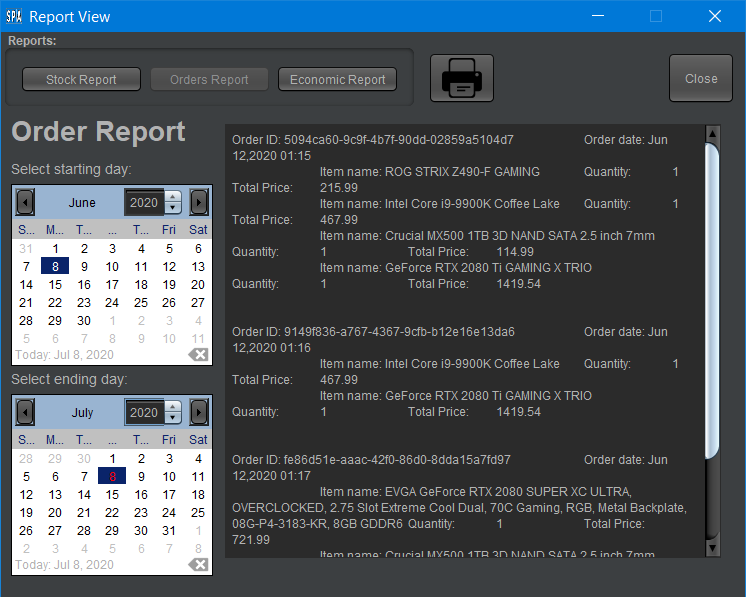 SPA Report View
Reports:
Stock Report Orders Report Economic Report Close
Order Report
Select starting day:
June 2020
S... M... T... ... T... Fri Sat
31 1 2 3 4 5 6
7 8 9 10 11 12 13
14 15 16 17 18 19 20
21 22 23 24 25 26 27
28 29 30 1 2 3 4
5 6 7 8 9 10 11
Today: Jul 8, 2020
Select ending day:
July 2020
S... M... T... ... T... Fri Sat
28 29 30 1 2 3 4
5 6 7 8 9 10 11
12 13 14 15 16 17 18
19 20 21 22 23 24 25
26 27 28 29 30 31 1
2 3 4 5 6 7 8
Today: Jul 8, 2020
Order ID: 5094ca60-9c9f-4b7f-90dd-02859a5104d7 Order date: Jun
12,2020 01:15
Item name: ROG STRIX Z490-F GAMING Quantity: 1
Total Price: 215.99
Item name: Intel Core i9-9900K Coffee Lake Quantity: 1
Total Price: 467.99
Item name: Crucial MX500 1TB 3D NAND SATA 2.5 inch 7mm
Quantity: 1 Total Price: 114.99
Item name: GeForce RTX 2080 Ti GAMING X TRIO
Quantity: 1 Total Price: 1419.54
Order ID: 9149f836-a767-4367-9cfb-b12e16e13da6 Order date: Jun
12,2020 01:16
Item name: Intel Core i9-9900K Coffee Lake Quantity: 1
Total Price: 467.99
Item name: GeForce RTX 2080 Ti GAMING X TRIO
Quantity: 1 Total Price: 1419.54
Order ID: fe86d51e-aaac-42f0-86d0-8dda15a7fd97 Order date: Jun
12,2020 01:17
Item name: EVGA GeForce RTX 2080 SUPER XC ULTRA,
OVERCLOCKED, 2.75 Slot Extreme Cool Dual, 70C Gaming, RGB, Metal Backplate,
08G-P4-3183-KR, 8GB GDDR6 Quantity: 1 Total Price:
721.99
Item name: Crucial MX500 1TB 3D NAND SATA 2.5 inch 7mm